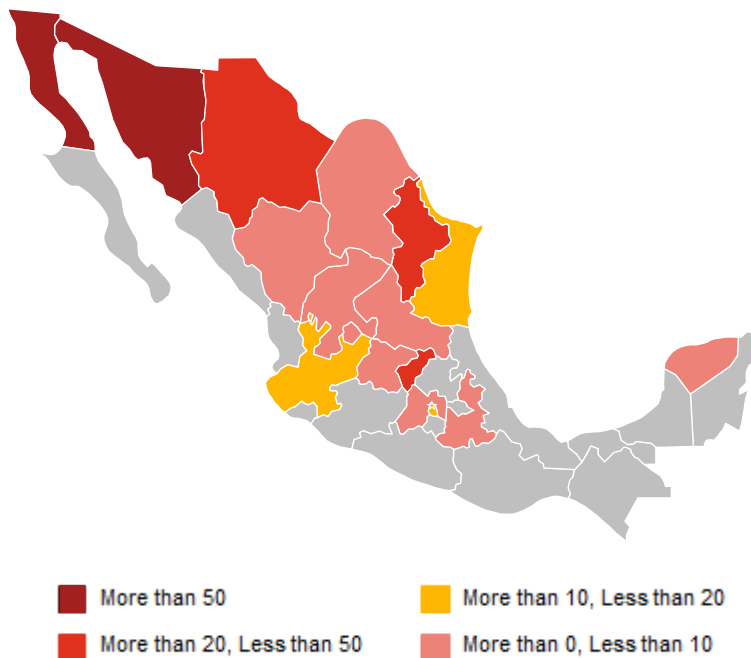 More than 50
More than 10, Less than 20
More than 20, Less than 50
More than 0, Less than 10